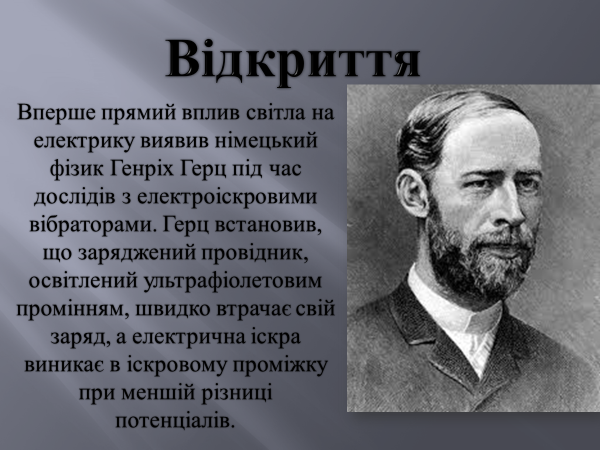 Відкриття
Вперше прямий вплив світла на
електрику виявив німецький
фізик Генріх Герц під час
дослідів з електроіскровими
вібраторами. Герц встановив,
що заряджений провідник,
освітлений ультрафіолетовим
промінням, швидко втрачає свій
заряд, а електрична іскра
виникає в іскровому проміжку
при меншій різниці
потенціалів.